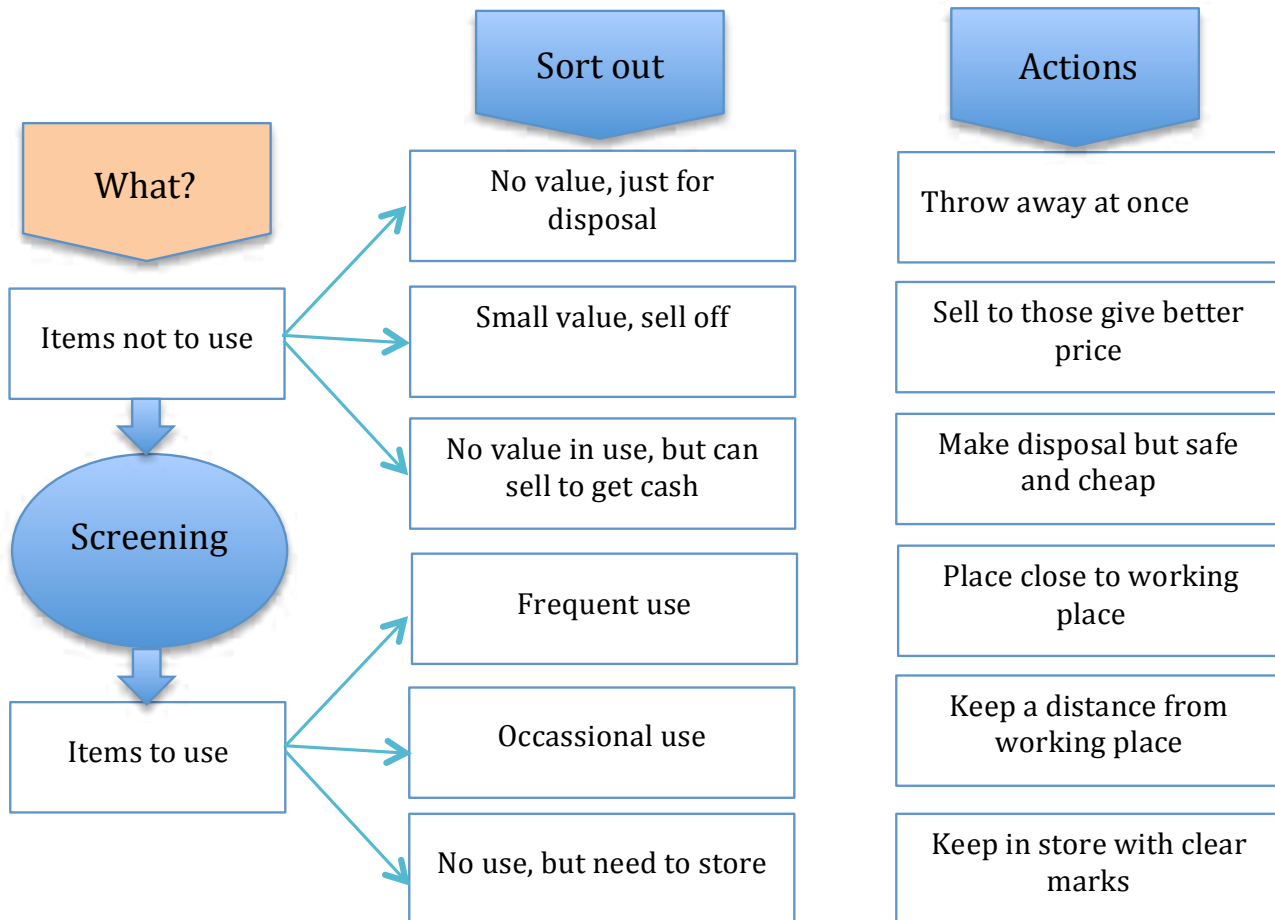 Sort out
Actions
What?
No value, just for
disposal
Throw away at once
Items not to use
Small value, sell off
Sell to those give better
price
No value in use, but can
sell to get cash
Make disposal but safe
and cheap
Screening
Frequent use
Place close to working
place
Items to use
Occassional use
Keep a distance from
working place
No use, but need to store
Keep in store with clear
marks